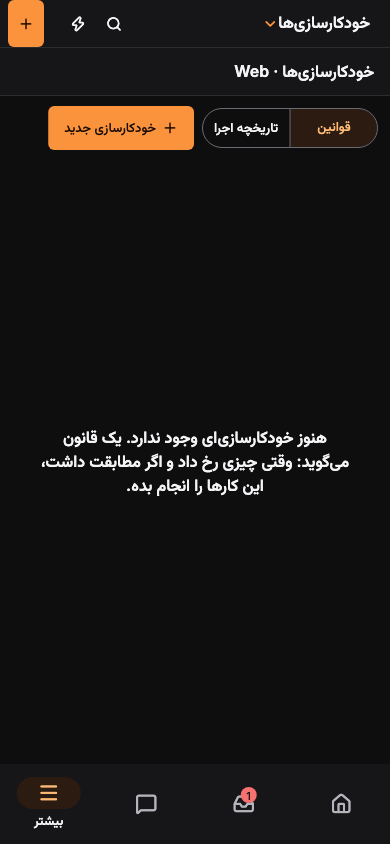 خودکارسازی‌ها
خودکارسازی‌ها · Web
قوانین
تاریخچه اجرا
خودکارسازی جدید
هنوز خودکارسازی‌ای وجود ندارد. یک قانون
می‌گوید: وقتی چیزی رخ داد و اگر مطابقت داشت،
این کارها را انجام بده.
1
بیشتر